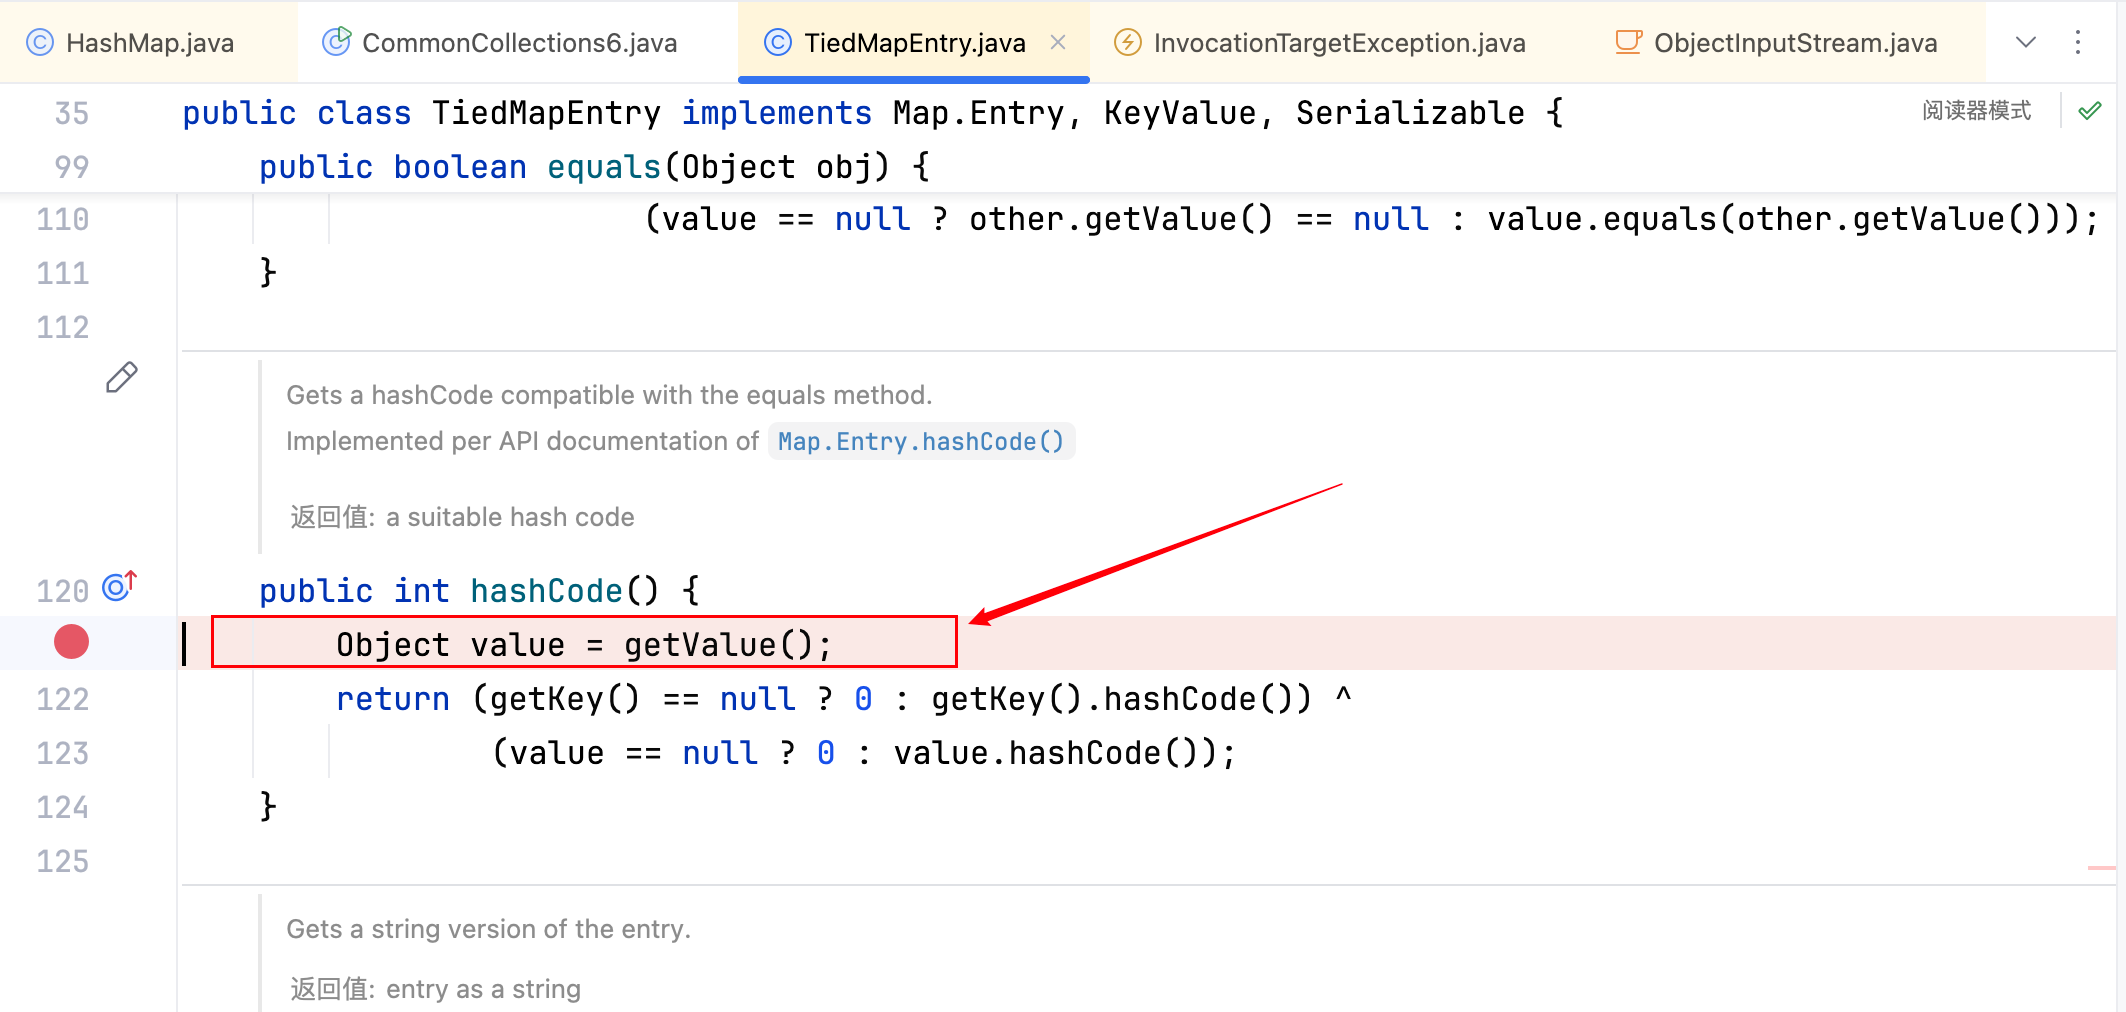 HashMap.java CommonCollections6.java TiedMapEntry.java InvocationTargetException.java ObjectInputStream.java
35 public class TiedMapEntry implements Map.Entry, KeyValue, Serializable { 阅读器模式
99 public boolean equals(Object obj) {
110 (value == null ? other.getValue() == null : value.equals(other.getValue()));
111 }
112
Gets a hashCode compatible with the equals method.
Implemented per API documentation of Map.Entry.hashCode()
返回值: a suitable hash code
120 public int hashCode() {
Object value = getValue();
122 return (getKey() == null ? 0 : getKey().hashCode()) ^
123 (value == null ? 0 : value.hashCode());
124 }
125
Gets a string version of the entry.
返回值: entry as a string